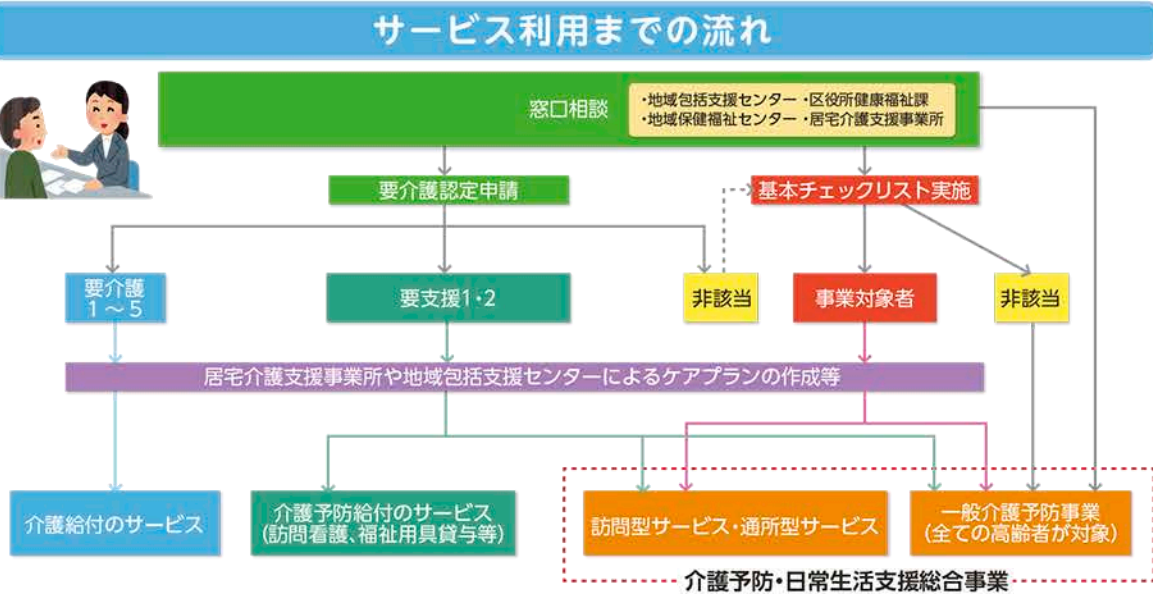 サービス利用までの流れ
窓口相談
・地域包括支援センター ・区役所健康福祉課
・地域保健福祉センター ・居宅介護支援事業所
要介護認定申請
基本チェックリスト実施
要介護
1〜5
要支援1・2
非該当
事業対象者
非該当
居宅介護支援事業所や地域包括支援センターによるケアプランの作成等
介護給付のサービス
介護予防給付のサービス
(訪問看護、福祉用具貸与等)
訪問型サービス・通所型サービス
一般介護予防事業
(全ての高齢者が対象)
介護予防・日常生活支援総合事業